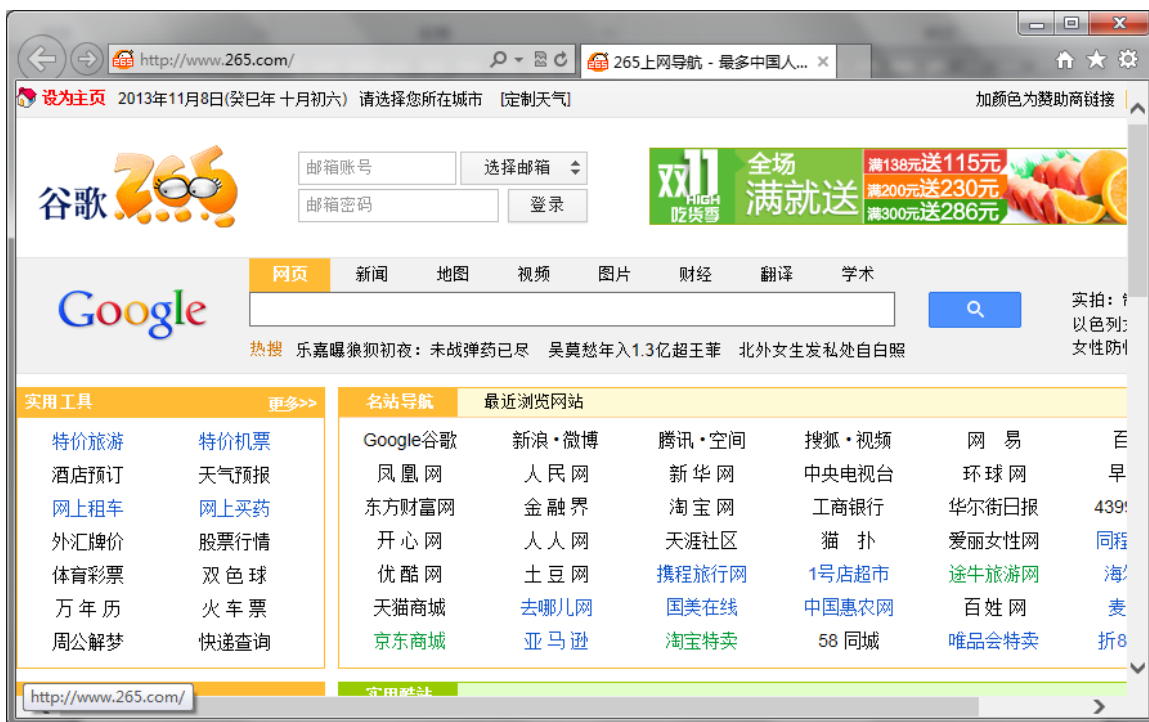 http://www.265.com/
265上网导航 - 最多中国人...
设为主页 2013年11月8日(癸巳年 十月初六) 请选择您所在城市 [定制天气] 加颜色为赞助商链接
谷歌265
邮箱账号 选择邮箱
邮箱密码 登录
双11 HIGH 吃货香
全场 满就送
满138元送115元
满200元送230元
满300元送286元
网页 新闻 地图 视频 图片 财经 翻译 学术
Google
热搜 乐嘉曝狼狈初夜：未战弹药已尽 吴莫愁年入1.3亿超王菲 北外女生发私处自白照
实拍：
以色列
女性防
实用工具 更多>>
名站导航 最近浏览网站
特价旅游 特价机票 Google谷歌 新浪·微博 腾讯·空间 搜狐·视频 网 易
酒店预订 天气预报 凤凰网 人民网 新华网 中央电视台 环球网 早
网上租车 网上买药 东方财富网 金融界 淘宝网 工商银行 华尔街日报 4399
外汇牌价 股票行情 开心网 人人网 天涯社区 猫 扑 爱丽女性网 同程
体育彩票 双色球 优酷网 土豆网 携程旅行网 1号店超市 途牛旅游网 海
万年历 火车票 天猫商城 去哪儿网 国美在线 中国惠农网 百姓网 麦
周公解梦 快递查询 京东商城 亚马逊 淘宝特卖 58 同城 唯品会特卖 折8
http://www.265.com/
实用酷站